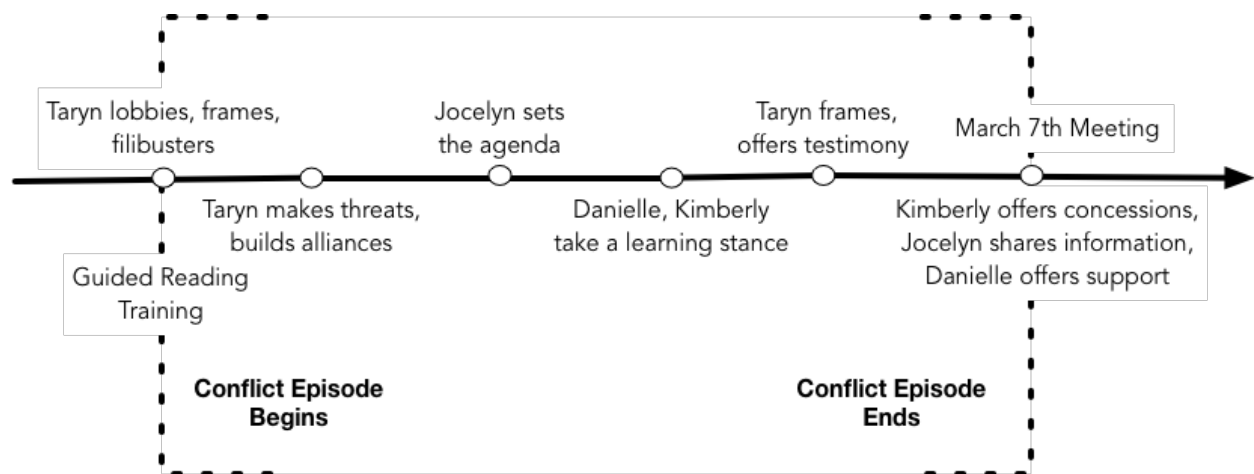 Taryn lobbies, frames,
filibusters
Jocelyn sets
the agenda
Taryn frames,
offers testimony
March 7th Meeting
Taryn makes threats,
builds alliances
Danielle, Kimberly
take a learning stance
Kimberly offers concessions,
Jocelyn shares information,
Danielle offers support
Guided Reading
Training
Conflict Episode
Begins
Conflict Episode
Ends